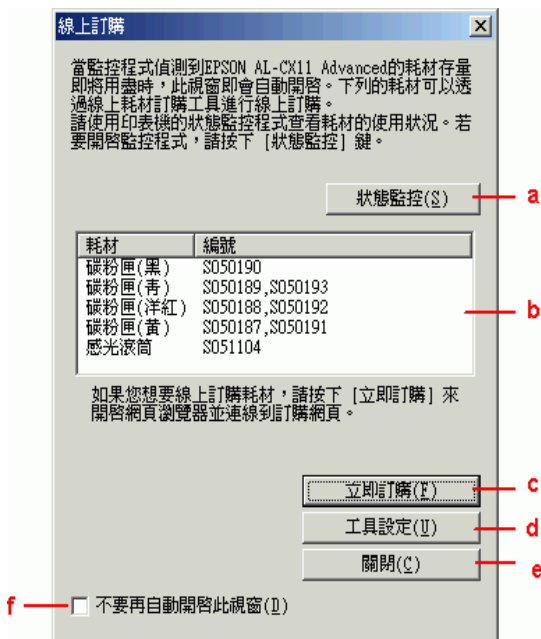 線上訂購
當監控程式偵測到EPSON AL-CX11 Advanced的耗材存量
即將用盡時，此視窗即會自動開啓。下列的耗材可以透
過線上耗材訂購工具進行線上訂購。
請使用印表機的狀態監控程式查看耗材的使用狀況。若
要開啓監控程式，請按下 [狀態監控] 鍵。
狀態監控(S)
a
耗材 編號
碳粉匣(黑) S050190
碳粉匣(青) S050189,S050193
碳粉匣(洋紅) S050188,S050192
碳粉匣(黃) S050187,S050191
感光滾筒 S051104
b
如果您想要線上訂購耗材，請按下 [立即訂購] 來
開啓網頁瀏覽器並連線到訂購網頁。
立即訂購(F)
c
工具設定(U)
d
關閉(C)
e
f
不要再自動開啓此視窗(D)